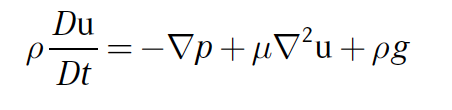 ρ Du/Dt = −∇p + μ∇²u + ρg